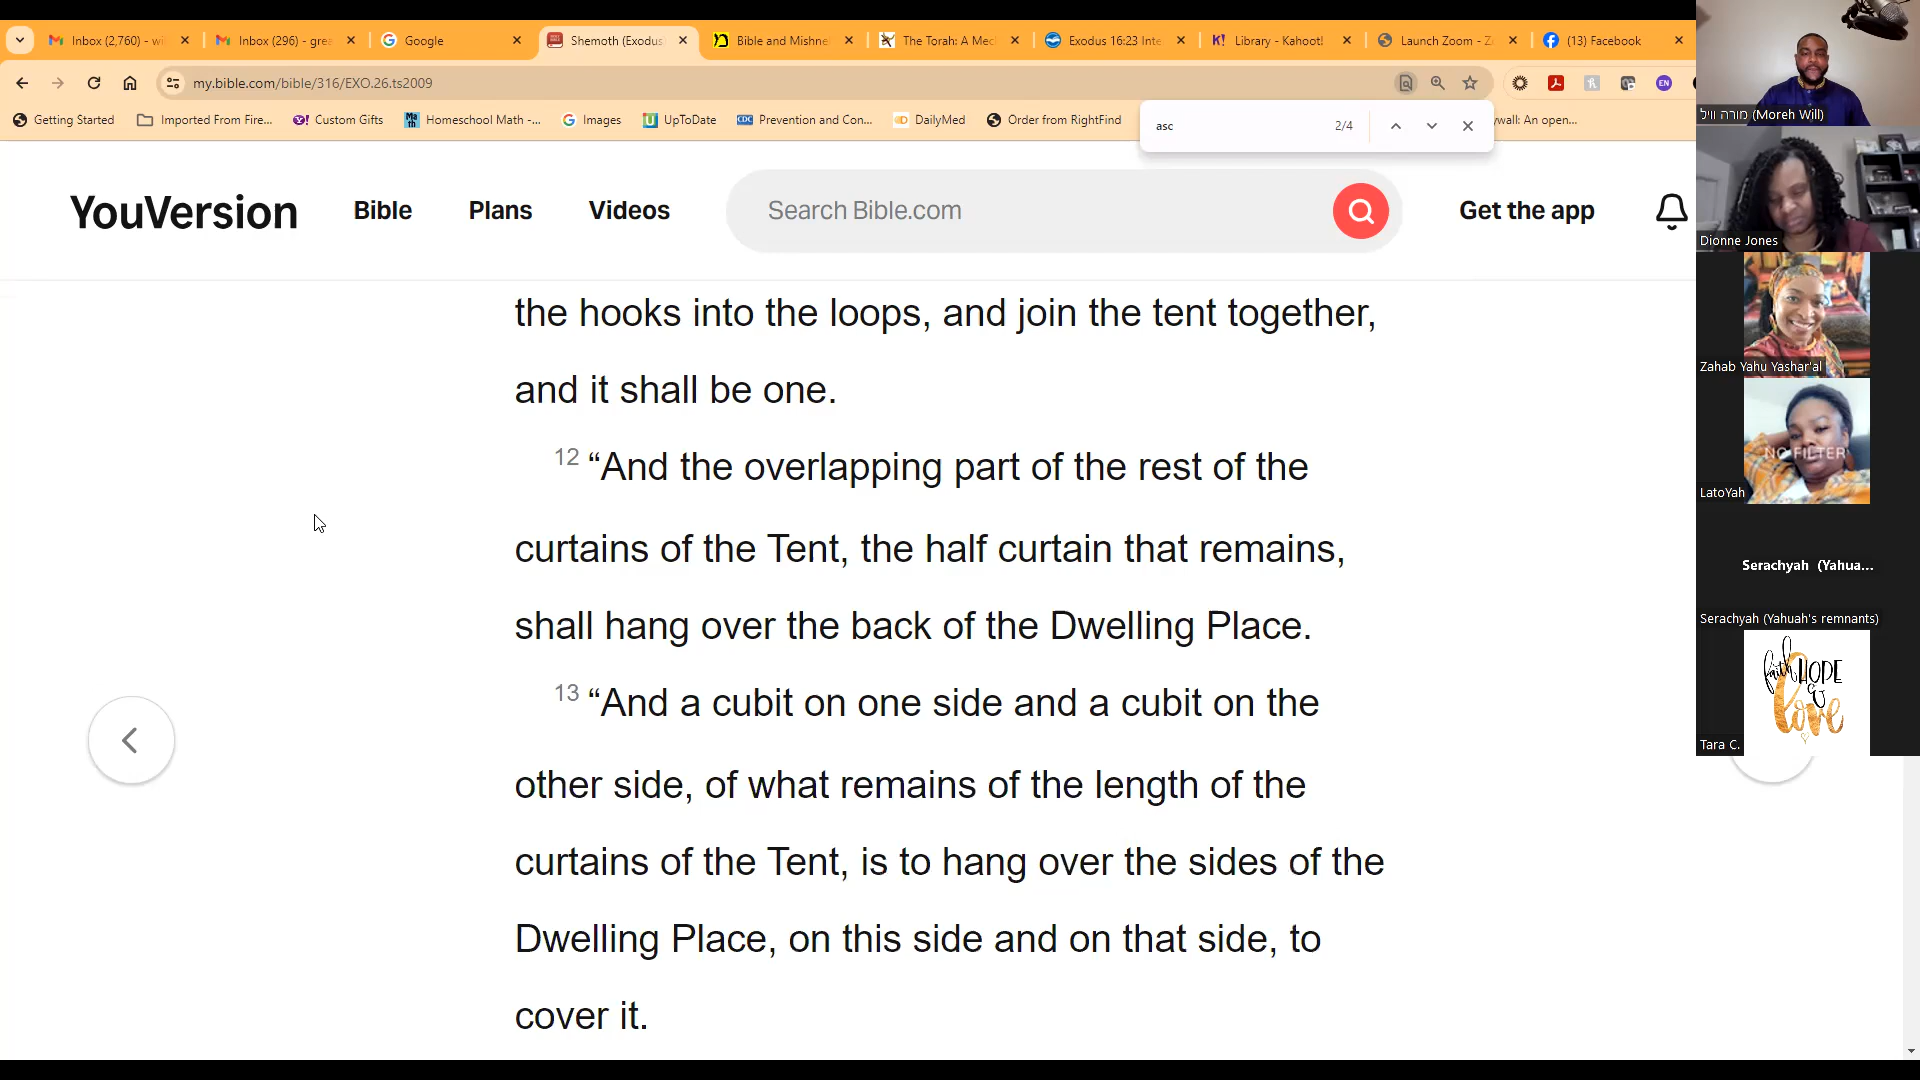 Inbox (2,760) - wi
Inbox (296) - grea
Google
Shemoth (Exodus
Bible and Mishne
The Torah: A Mec
Exodus 16:23 Inte
Library - Kahoot!
Launch Zoom - Z
(13) Facebook
my.bible.com/bible/316/EXO.26.ts2009
EN
Getting Started
Imported From Fire...
Custom Gifts
Homeschool Math -...
Images
UpToDate
Prevention and Con...
DailyMed
Order from RightFind
ywall: An open...
asc
2/4
YouVersion
Bible
Plans
Videos
Search Bible.com
Get the app
the hooks into the loops, and join the tent together,
and it shall be one.
12 “And the overlapping part of the rest of the
curtains of the Tent, the half curtain that remains,
shall hang over the back of the Dwelling Place.
13 “And a cubit on one side and a cubit on the
other side, of what remains of the length of the
curtains of the Tent, is to hang over the sides of the
Dwelling Place, on this side and on that side, to
cover it.
מורה וויל (Moreh Will)
Dionne Jones
Zahab Yahu Yashar'al
NO FILTER
LatoYah
Serachyah (Yahua...
Serachyah (Yahuah's remnants)
faith HOPE
&
love
Tara C.